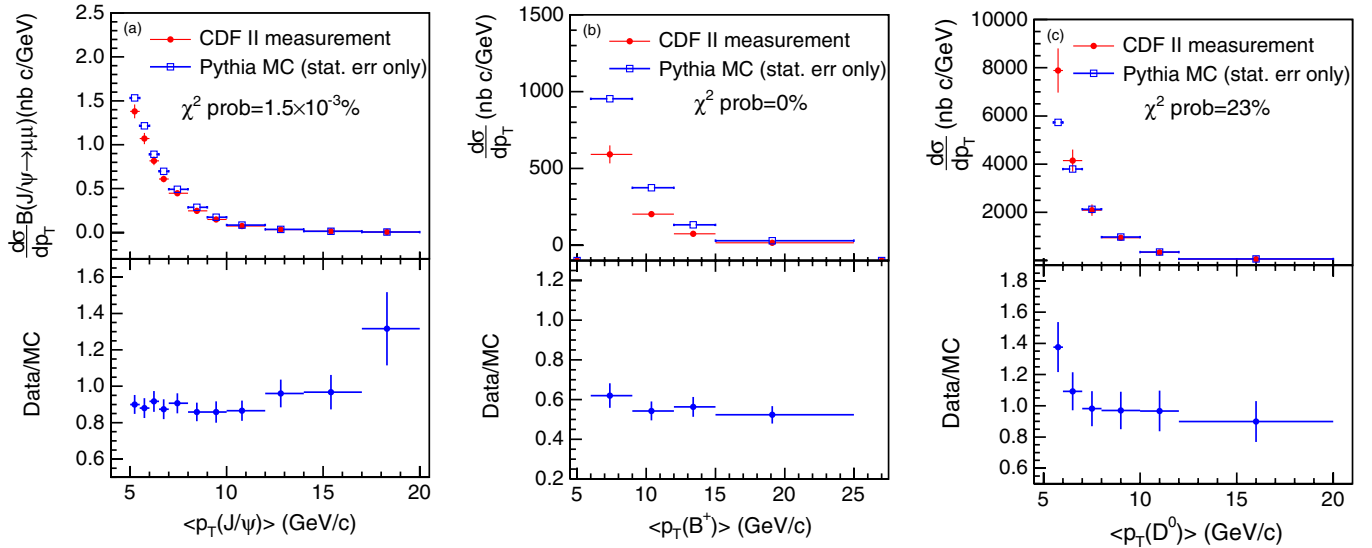 (a)
CDF II measurement
Pythia MC (stat. err only)
χ² prob=1.5×10⁻³%
dσ/dp_T B(J/ψ→μμ)(nb c/GeV)
2.5
2.0
1.5
1.0
0.5
0.0
Data/MC
1.6
1.4
1.2
1.0
0.8
0.6
5 10 15 20
<p_T(J/ψ)> (GeV/c)
(b)
CDF II measurement
Pythia MC (stat. err only)
χ² prob=0%
dσ/dp_T (nb c/GeV)
1500
1000
500
0
Data/MC
1.2
1.0
0.8
0.6
0.4
0.2
5 10 15 20 25
<p_T(B⁺)> (GeV/c)
(c)
CDF II measurement
Pythia MC (stat. err only)
χ² prob=23%
dσ/dp_T (nb c/GeV)
10000
8000
6000
4000
2000
Data/MC
1.8
1.6
1.4
1.2
1.0
0.8
0.6
5 10 15 20
<p_T(D⁰)> (GeV/c)